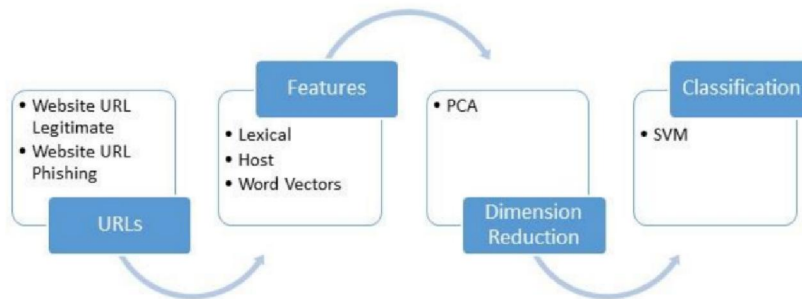 • Website URL
Legitimate
• Website URL
Phishing
URLs
Features
• Lexical
• Host
• Word Vectors
• PCA
Dimension
Reduction
Classification
• SVM